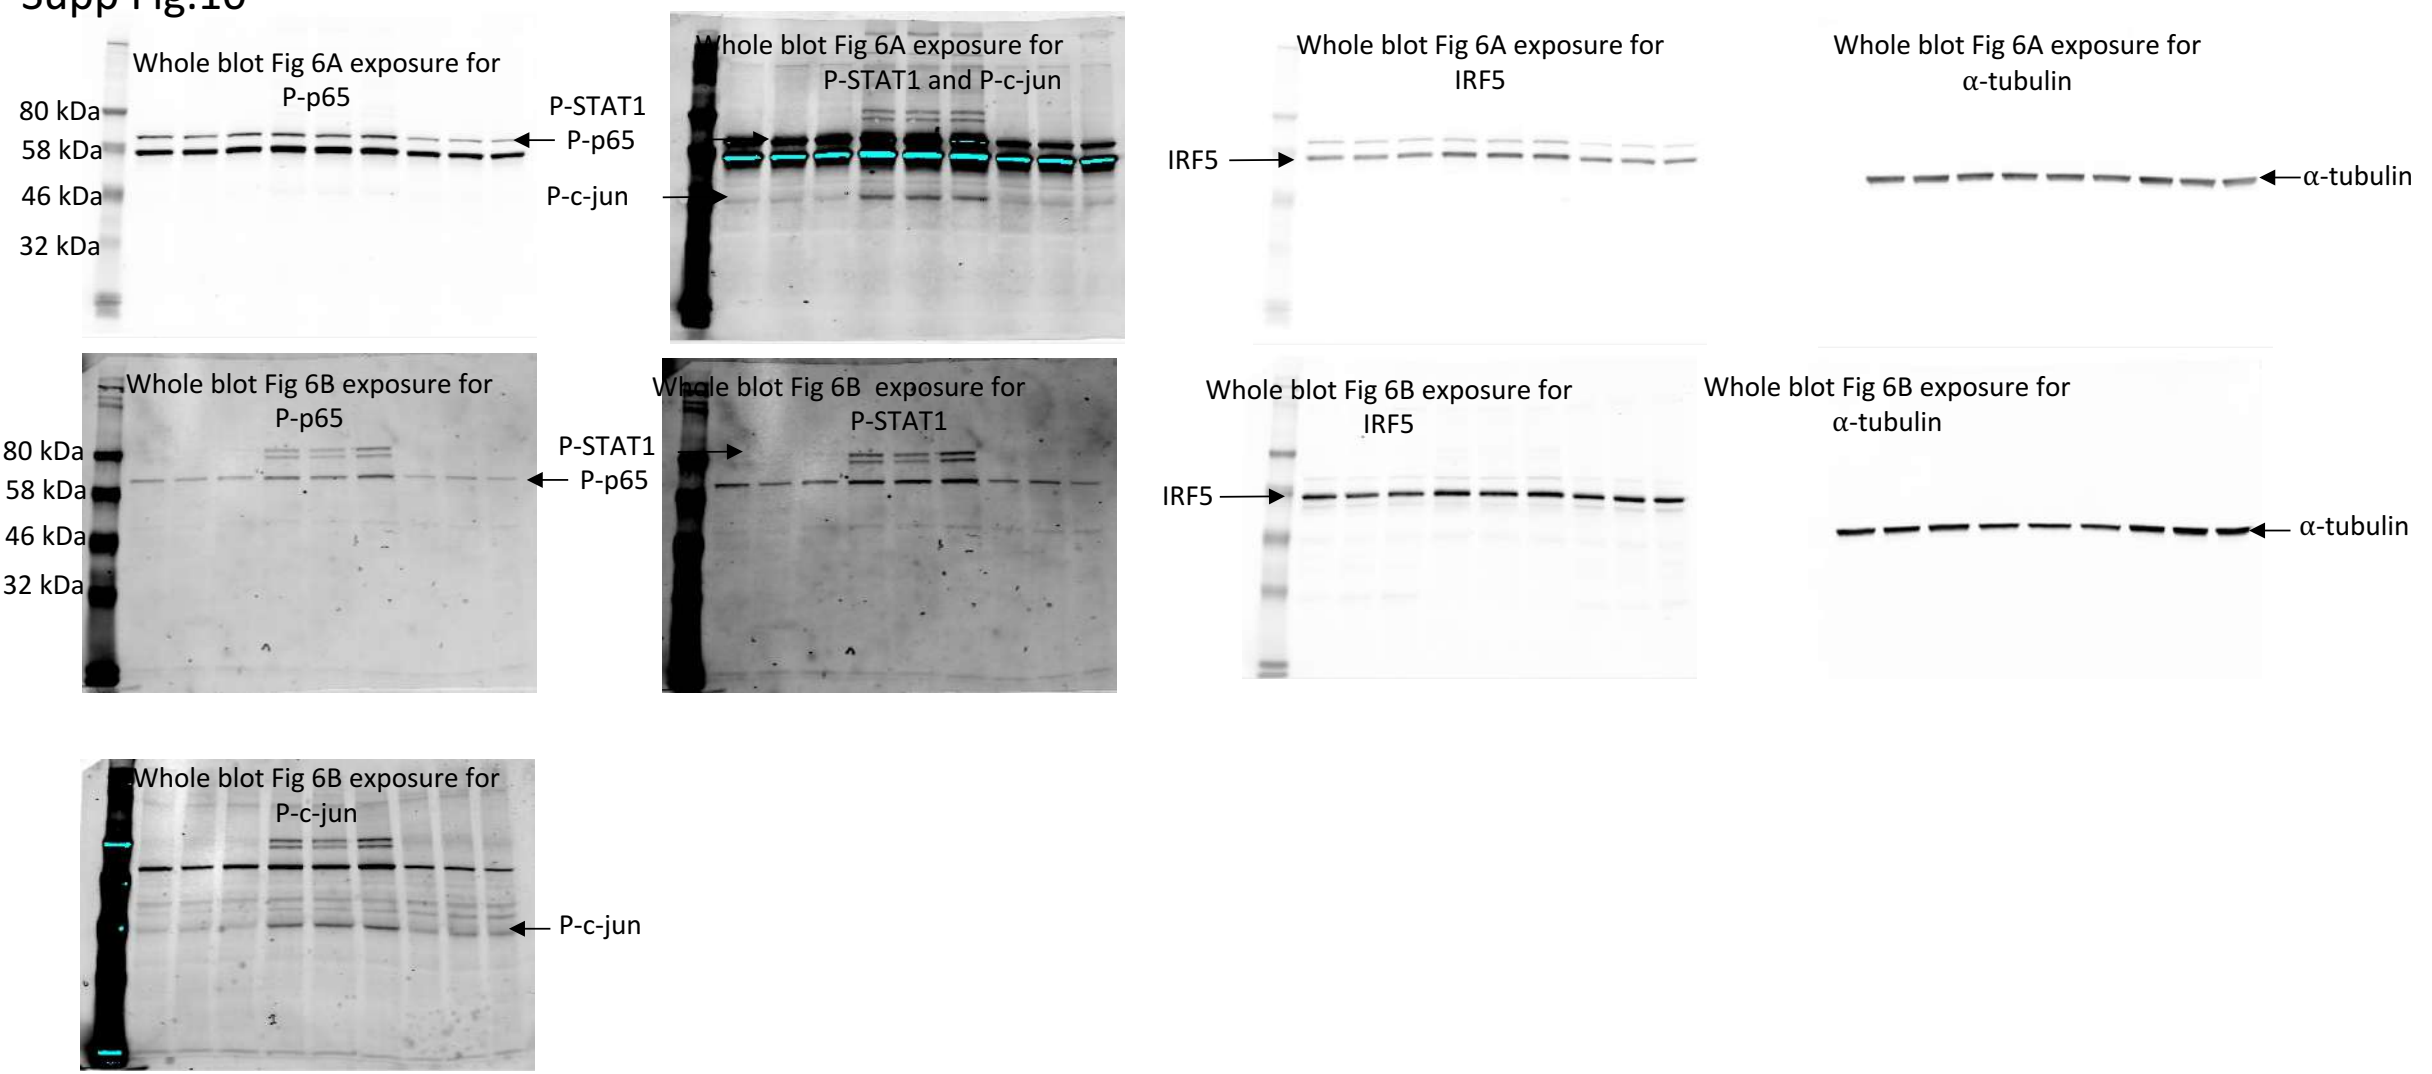 Supp Fig.10
Whole blot Fig 6A exposure for
P-p65
80 kDa
58 kDa
46 kDa
32 kDa
P-STAT1
P-p65
P-c-jun
Whole blot Fig 6A exposure for
P-STAT1 and P-c-jun
Whole blot Fig 6A exposure for
IRF5
IRF5
Whole blot Fig 6A exposure for
α-tubulin
α-tubulin
Whole blot Fig 6B exposure for
P-p65
80 kDa
58 kDa
46 kDa
32 kDa
P-STAT1
P-p65
Whole blot Fig 6B exposure for
P-STAT1
Whole blot Fig 6B exposure for
IRF5
IRF5
Whole blot Fig 6B exposure for
α-tubulin
α-tubulin
Whole blot Fig 6B exposure for
P-c-jun
P-c-jun